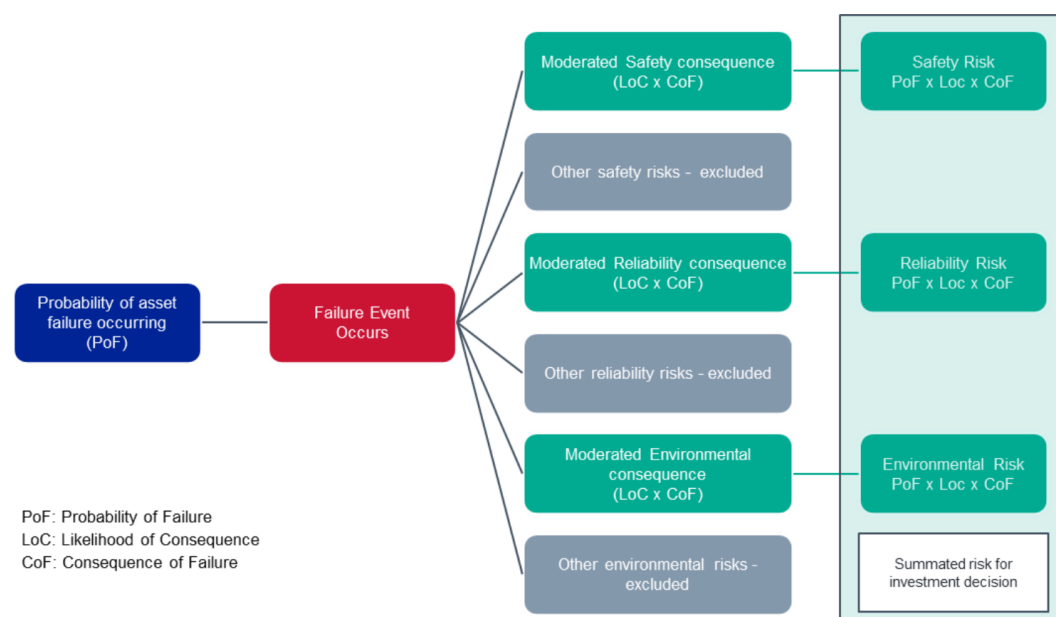 Moderated Safety consequence
(LoC x CoF)
Safety Risk
PoF x Loc x CoF
Other safety risks - excluded
Moderated Reliability consequence
(LoC x CoF)
Reliability Risk
PoF x Loc x CoF
Probability of asset
failure occurring
(PoF)
Failure Event
Occurs
Other reliability risks - excluded
Moderated Environmental
consequence
(LoC x CoF)
Environmental Risk
PoF x Loc x CoF
PoF: Probability of Failure
LoC: Likelihood of Consequence
CoF: Consequence of Failure
Other environmental risks -
excluded
Summated risk for
investment decision